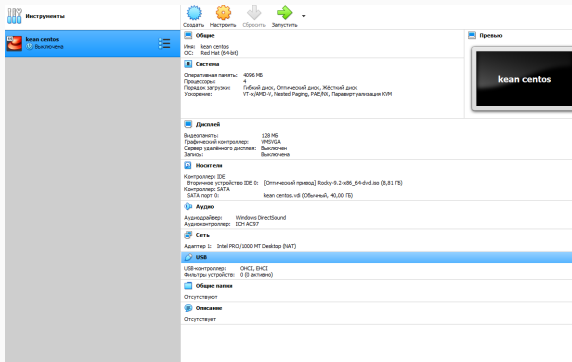 Инструменты
kean centos
Выключена
Создать Настроить Сбросить Запустить
Общие
Имя: kean centos
ОС: Red Hat (64-bit)
Система
Оперативная память: 4096 МБ
Процессоры: 4
Порядок загрузки: Гибкий диск, Оптический диск, Жёсткий диск
Ускорение: VT-x/AMD-V, Nested Paging, PAE/NX, Паравиртуализация KVM
Превью
kean centos
Дисплей
Видеопамять: 128 МБ
Графический контроллер: VMSVGA
Сервер удалённого дисплея: Выключен
Запись: Выключена
Носители
Контроллер: IDE
Вторичное устройство IDE 0: [Оптический привод] Rocky-9.2-x86_64-dvd.iso (8,81 ГБ)
Контроллер: SATA
SATA порт 0: kean centos.vdi (Обычный, 40,00 ГБ)
Аудио
Аудиодрайвер: Windows DirectSound
Аудиоконтроллер: ICH AC97
Сеть
Адаптер 1: Intel PRO/1000 MT Desktop (NAT)
USB
USB-контроллер: OHCI, EHCI
Фильтры устройств: 0 (0 активно)
Общие папки
Отсутствуют
Описание
Отсутствует